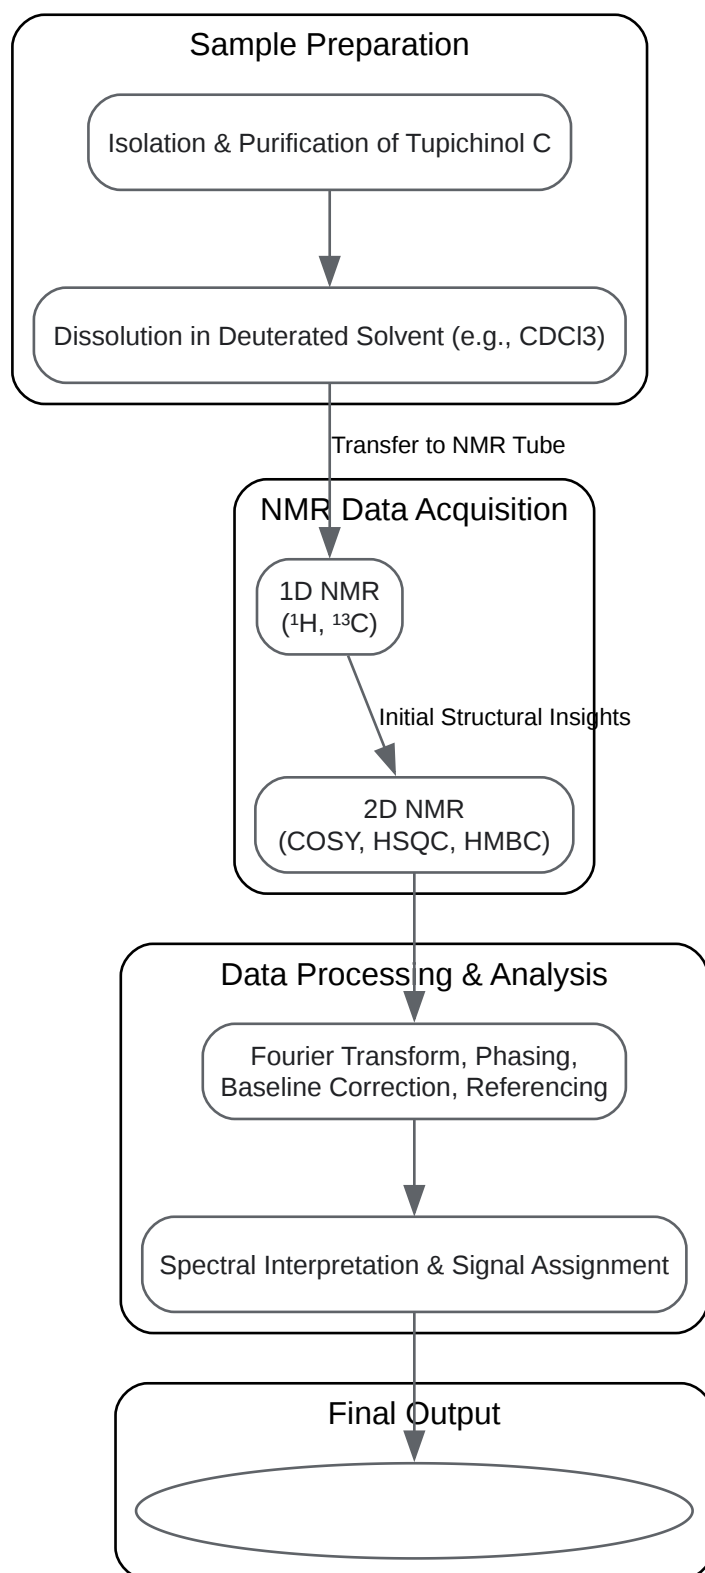 Sample Preparation
Isolation & Purification of Tupichinol C
Dissolution in Deuterated Solvent (e.g., CDCl3)
Transfer to NMR Tube
NMR Data Acquisition
1D NMR
(¹H, ¹³C)
Initial Structural Insights
2D NMR
(COSY, HSQC, HMBC)
Data Processing & Analysis
Fourier Transform, Phasing,
Baseline Correction, Referencing
Spectral Interpretation & Signal Assignment
Final Output